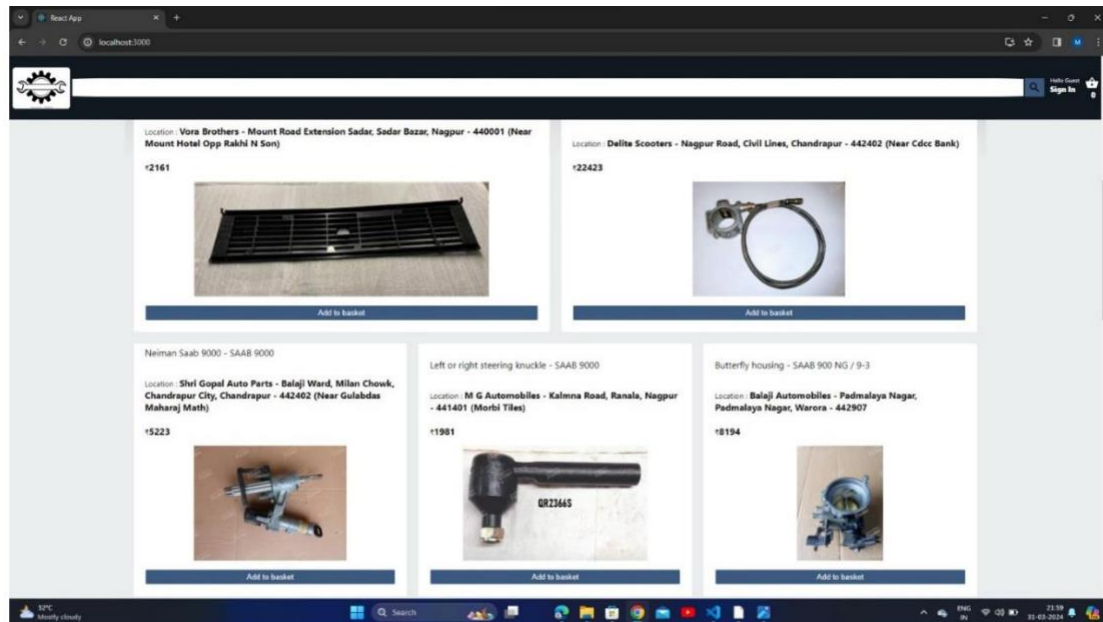 React App
localhost:3000
Hello Guest
Sign In
0
Location : Vora Brothers - Mount Road Extension Sadar, Sadar Bazar, Nagpur - 440001 (Near
Mount Hotel Opp Rakhi N Son)
₹2161
Add to basket
Location : Delite Scooters - Nagpur Road, Civil Lines, Chandrapur - 442402 (Near Cdcc Bank)
₹22423
Add to basket
Neiman Saab 9000 - SAAB 9000
Location : Shri Gopal Auto Parts - Balaji Ward, Milan Chowk,
Chandrapur City, Chandrapur - 442402 (Near Gulabdas
Maharaj Math)
₹5223
Add to basket
Left or right steering knuckle - SAAB 9000
Location : M G Automobiles - Kalmna Road, Ranala, Nagpur
- 441401 (Morbi Tiles)
₹1981
QR2366S
Add to basket
Butterfly housing - SAAB 900 NG / 9-3
Location : Balaji Automobiles - Padmalaya Nagar,
Padmalaya Nagar, Warora - 442907
₹8194
Add to basket
32°C
Mostly cloudy
Search
ENG
IN
21:59
31-03-2024